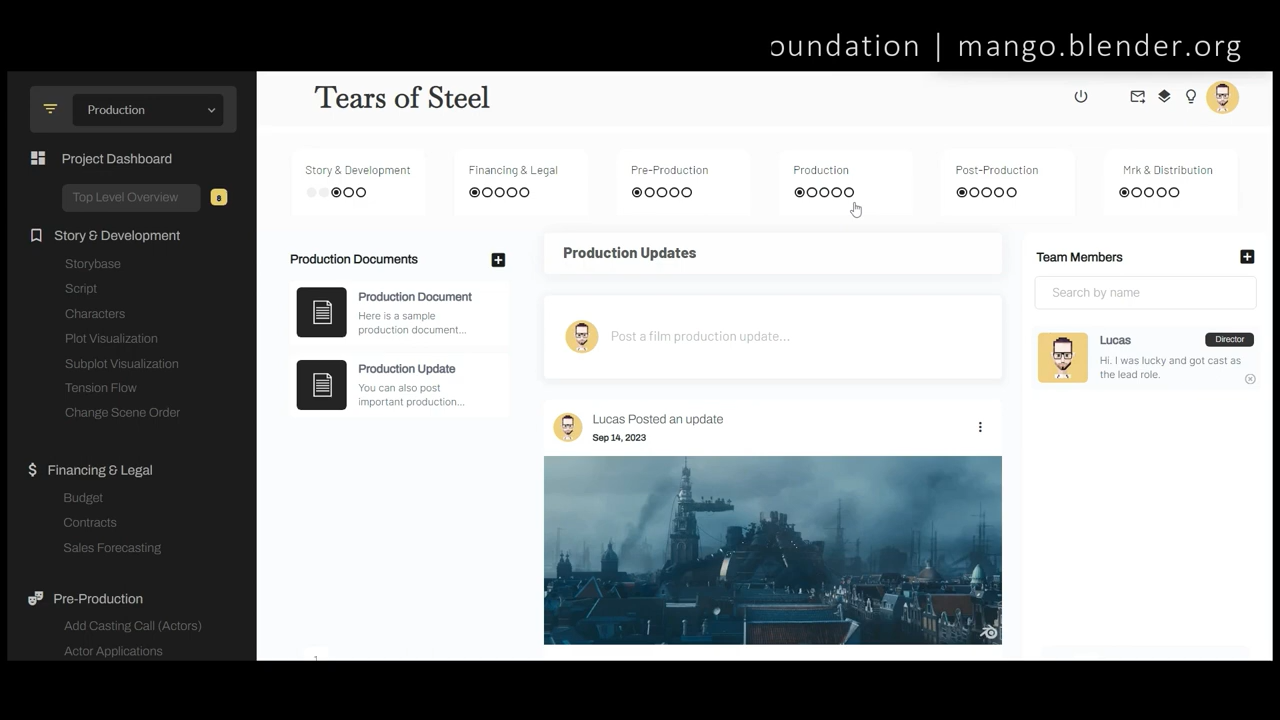 oundation | mango.blender.org
Production
Project Dashboard
Top Level Overview
8
Story & Development
Storybase
Script
Characters
Plot Visualization
Subplot Visualization
Tension Flow
Change Scene Order
Financing & Legal
Budget
Contracts
Sales Forecasting
Pre-Production
Add Casting Call (Actors)
Actor Applications
Tears of Steel
Story & Development
Financing & Legal
Pre-Production
Production
Post-Production
Mrk & Distribution
Production Documents
Production Document
Here is a sample
production document...
Production Update
You can also post
important production...
Production Updates
Post a film production update...
Lucas Posted an update
Sep 14, 2023
Team Members
Search by name
Lucas
Director
Hi. I was lucky and got cast as
the lead role.